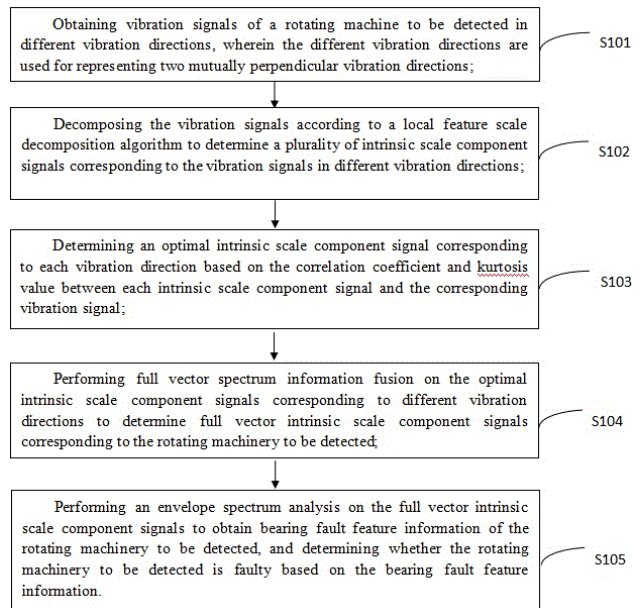 Obtaining vibration signals of a rotating machine to be detected in
different vibration directions, wherein the different vibration directions are
used for representing two mutually perpendicular vibration directions;
S101
Decomposing the vibration signals according to a local feature scale
decomposition algorithm to determine a plurality of intrinsic scale component
signals corresponding to the vibration signals in different vibration directions;
S102
Determining an optimal intrinsic scale component signal corresponding
to each vibration direction based on the correlation coefficient and kurtosis
value between each intrinsic scale component signal and the corresponding
vibration signal;
S103
Performing full vector spectrum information fusion on the optimal
intrinsic scale component signals corresponding to different vibration
directions to determine full vector intrinsic scale component signals
corresponding to the rotating machinery to be detected;
S104
Performing an envelope spectrum analysis on the full vector intrinsic
scale component signals to obtain bearing fault feature information of the
rotating machinery to be detected, and determining whether the rotating
machinery to be detected is faulty based on the bearing fault feature
information.
S105